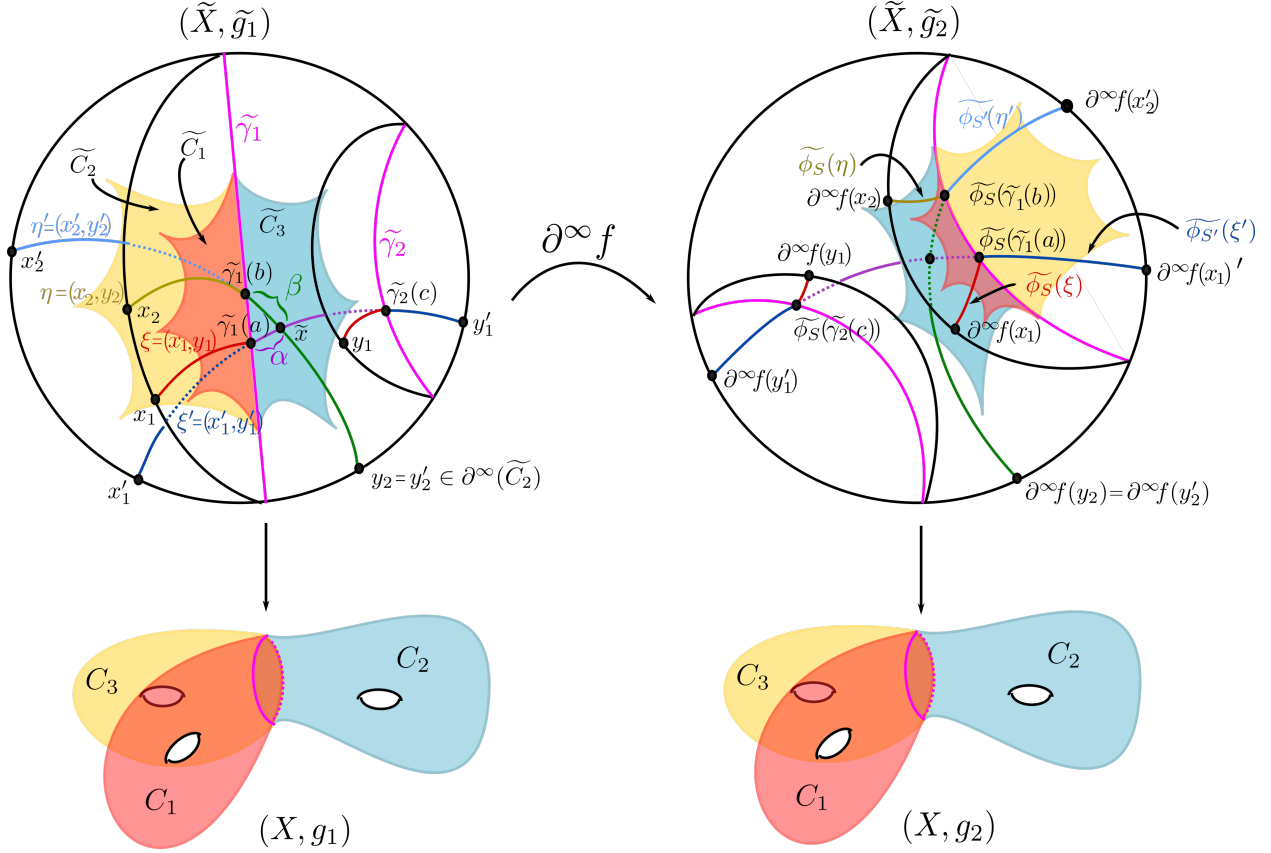 (X̃, g̃₁)
(X̃, g̃₂)
γ̃₁
C̃₁
C̃₂
C̃₃
γ̃₂
η′=(x′₂,y′₂)
x′₂
γ̃₁(b)
β
η=(x₂,y₂)
x₂
γ̃₂(c)
γ̃₁(a)
x̃
ξ=(x₁,y₁)
y₁
y′₁
α
x₁
ξ′=(x′₁,y′₁)
x′₁
y₂=y′₂ ∈ ∂^∞(C̃₂)
∂^∞ f
∂^∞f(x′₂)
ϕ̃_S′(η′)
ϕ̃_S(η)
∂^∞f(x₂)
ϕ̃_S(γ̃₁(b))
ϕ̃_S′(ξ′)
ϕ̃_S(γ̃₁(a))
∂^∞f(y₁)
∂^∞f(x₁)′
ϕ̃_S(ξ)
ϕ̃_S(γ̃₂(c))
∂^∞f(x₁)
∂^∞f(y′₁)
∂^∞f(y₂)=∂^∞f(y′₂)
C₃
C₂
C₁
(X, g₁)
C₃
C₂
C₁
(X, g₂)